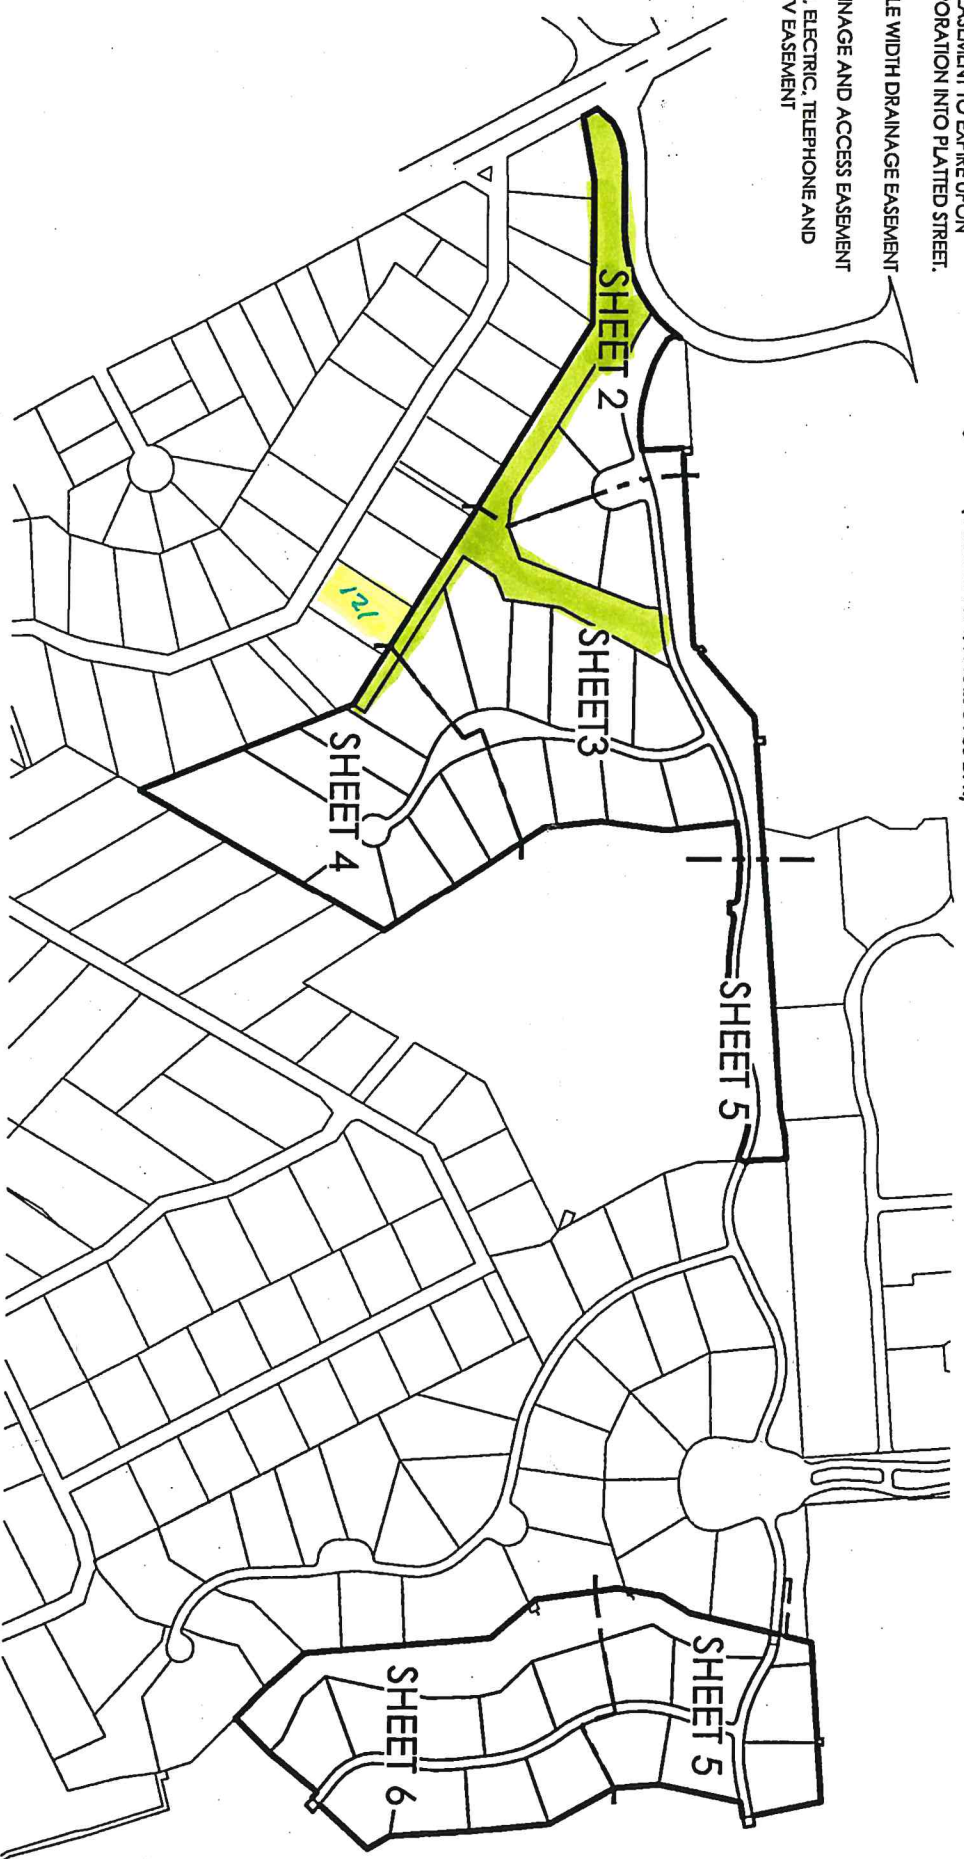 EASEMENT TO EXPIRE UPON
ORATION INTO PLATTED STREET.
LE WIDTH DRAINAGE EASEMENT
NAGE AND ACCESS EASEMENT
, ELECTRIC, TELEPHONE AND
V EASEMENT
SHEET 2
SHEET 3
SHEET 4
SHEET 5
SHEET 5
SHEET 6
121